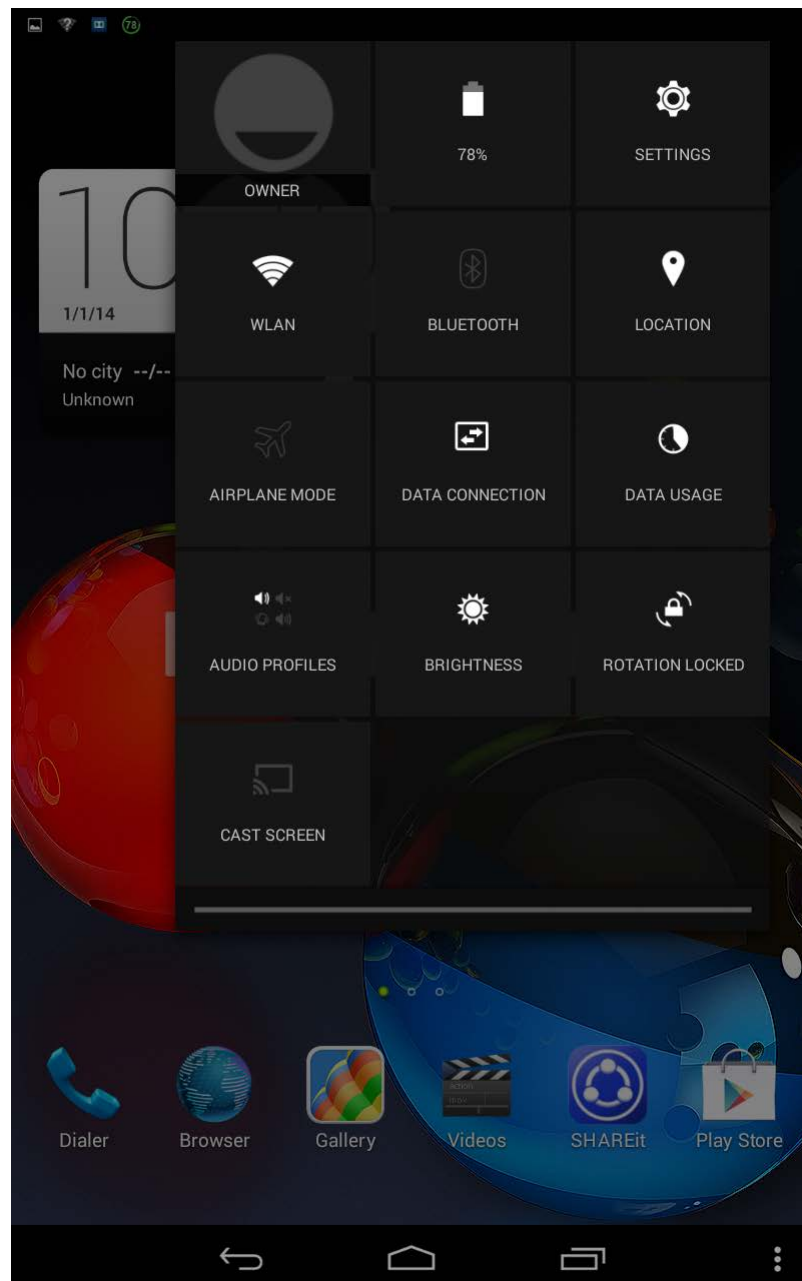 78
OWNER
78%
SETTINGS
10
1/1/14
WLAN
BLUETOOTH
LOCATION
No city --/--
Unknown
AIRPLANE MODE
DATA CONNECTION
DATA USAGE
AUDIO PROFILES
BRIGHTNESS
ROTATION LOCKED
CAST SCREEN
Dialer
Browser
Gallery
Videos
SHAREit
Play Store